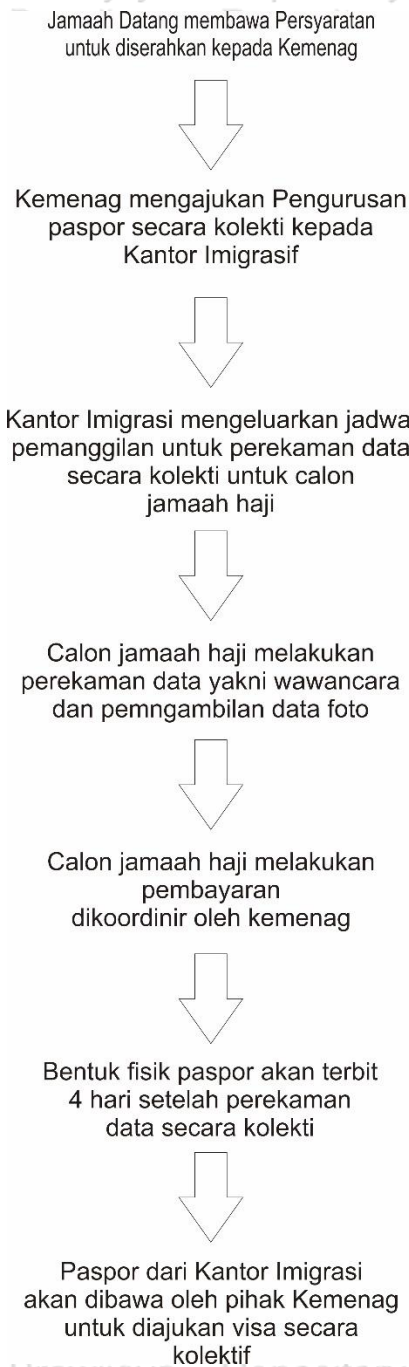 Jamaah Datang membawa Persyaratan
untuk diserahkan kepada Kemenag
Kemenag mengajukan Pengurusan
paspor secara kolekti kepada
Kantor Imigrasif
Kantor Imigrasi mengeluarkan jadwa
pemanggilan untuk perekaman data
secara kolekti untuk calon
jamaah haji
Calon jamaah haji melakukan
perekaman data yakni wawancara
dan pemngambilan data foto
Calon jamaah haji melakukan
pembayaran
dikoordinir oleh kemenag
Bentuk fisik paspor akan terbit
4 hari setelah perekaman
data secara kolekti
Paspor dari Kantor Imigrasi
akan dibawa oleh pihak Kemenag
untuk diajukan visa secara
kolektif